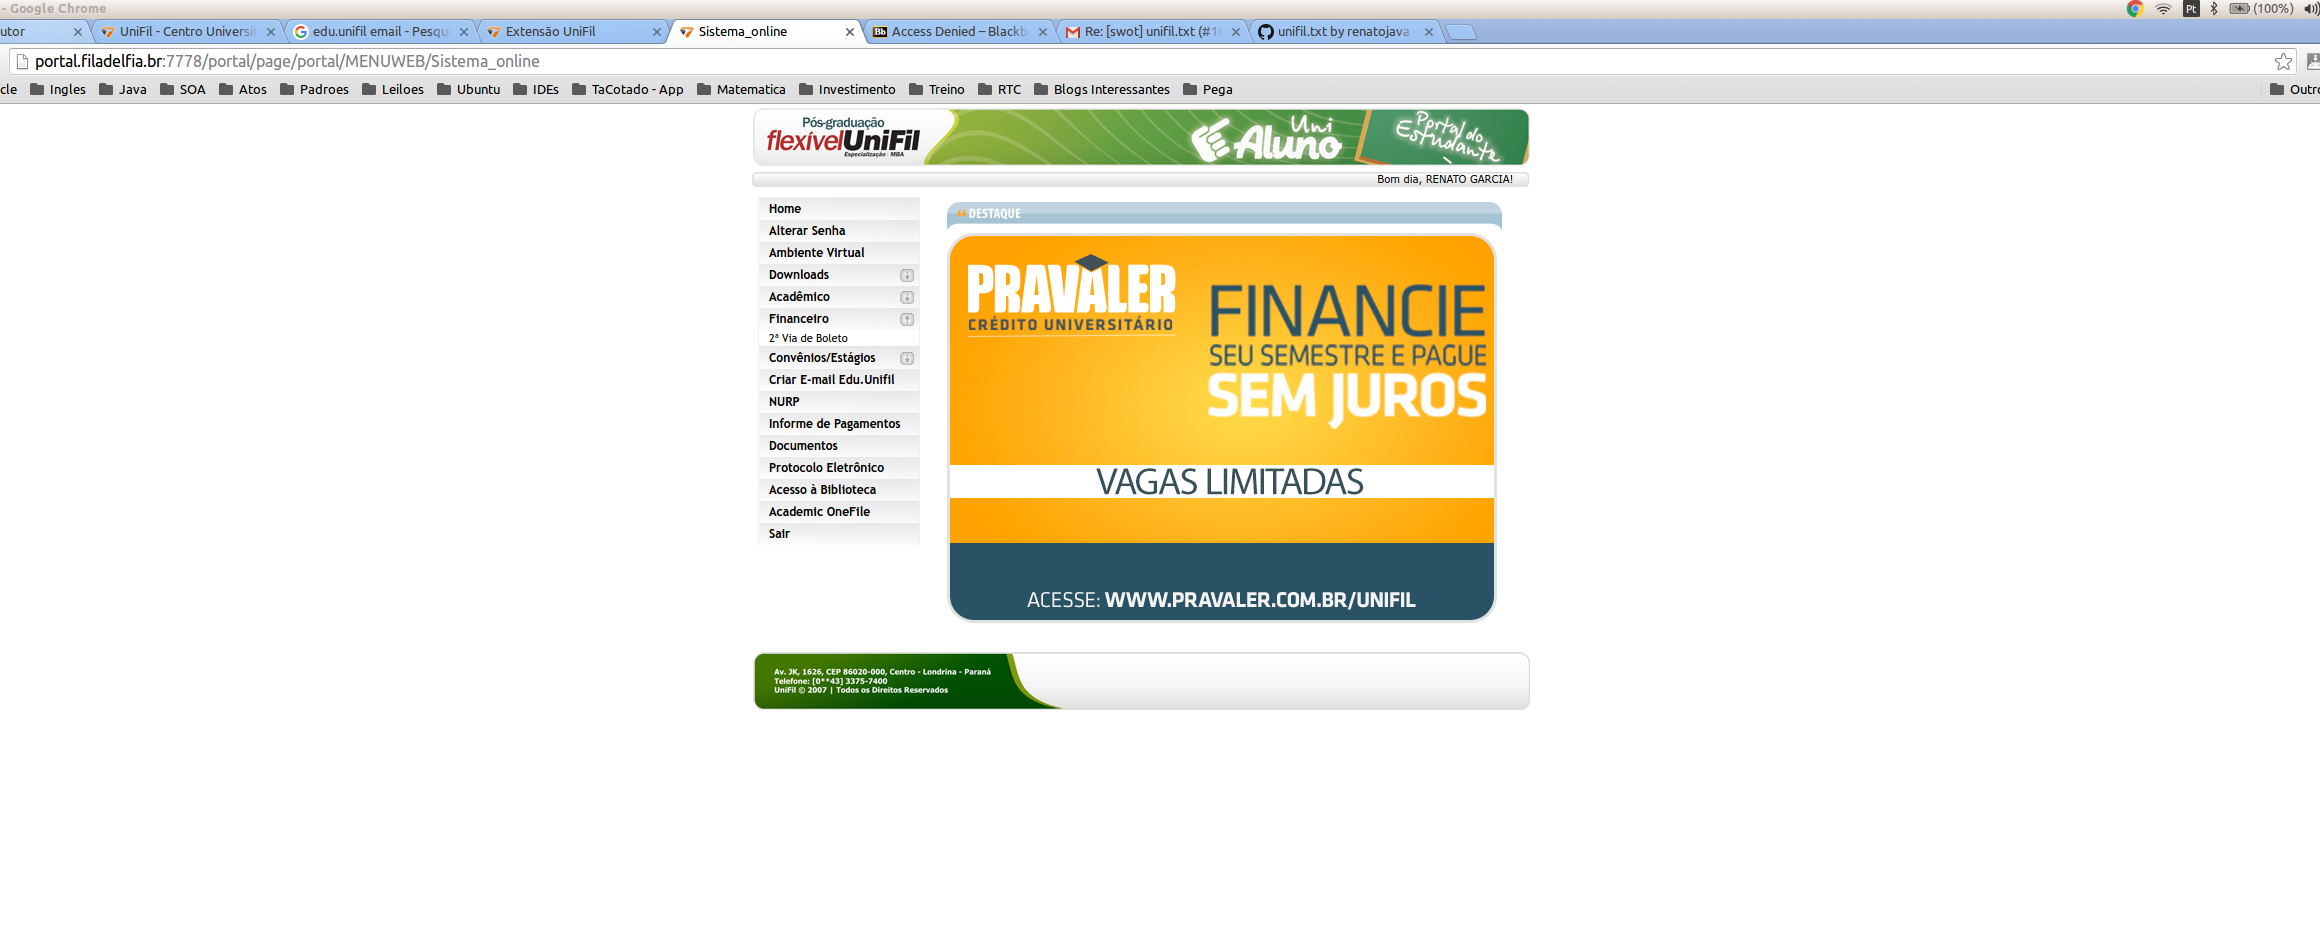 - Google Chrome
Pt
(100%)
utor
UniFil - Centro Universit
edu.unifil email - Pesqu
Extensão UniFil
Sistema_online
Bb
Access Denied – Blackb
Re: [swot] unifil.txt (#18
unifil.txt by renatojava
portal.filadelfia.br:7778/portal/page/portal/MENUWEB/Sistema_online
cle
Ingles
Java
SOA
Atos
Padroes
Leiloes
Ubuntu
IDEs
TaCotado - App
Matematica
Investimento
Treino
RTC
Blogs Interessantes
Pega
Outro
Pós-graduação
flexívelUniFil
Especialização | MBA
Uni
Aluno
Portal do
Estudante
Bom dia, RENATO GARCIA!
Home
Alterar Senha
Ambiente Virtual
Downloads
Acadêmico
Financeiro
2ª Via de Boleto
Convênios/Estágios
Criar E-mail Edu.Unifil
NURP
Informe de Pagamentos
Documentos
Protocolo Eletrônico
Acesso à Biblioteca
Academic OneFile
Sair
DESTAQUE
PRAVALER
CRÉDITO UNIVERSITÁRIO
FINANCIE
SEU SEMESTRE E PAGUE
SEM JUROS
VAGAS LIMITADAS
ACESSE: WWW.PRAVALER.COM.BR/UNIFIL
Av. JK, 1626, CEP 86020-000, Centro - Londrina - Paraná
Telefone: [0**43] 3375-7400
UniFil © 2007 | Todos os Direitos Reservados